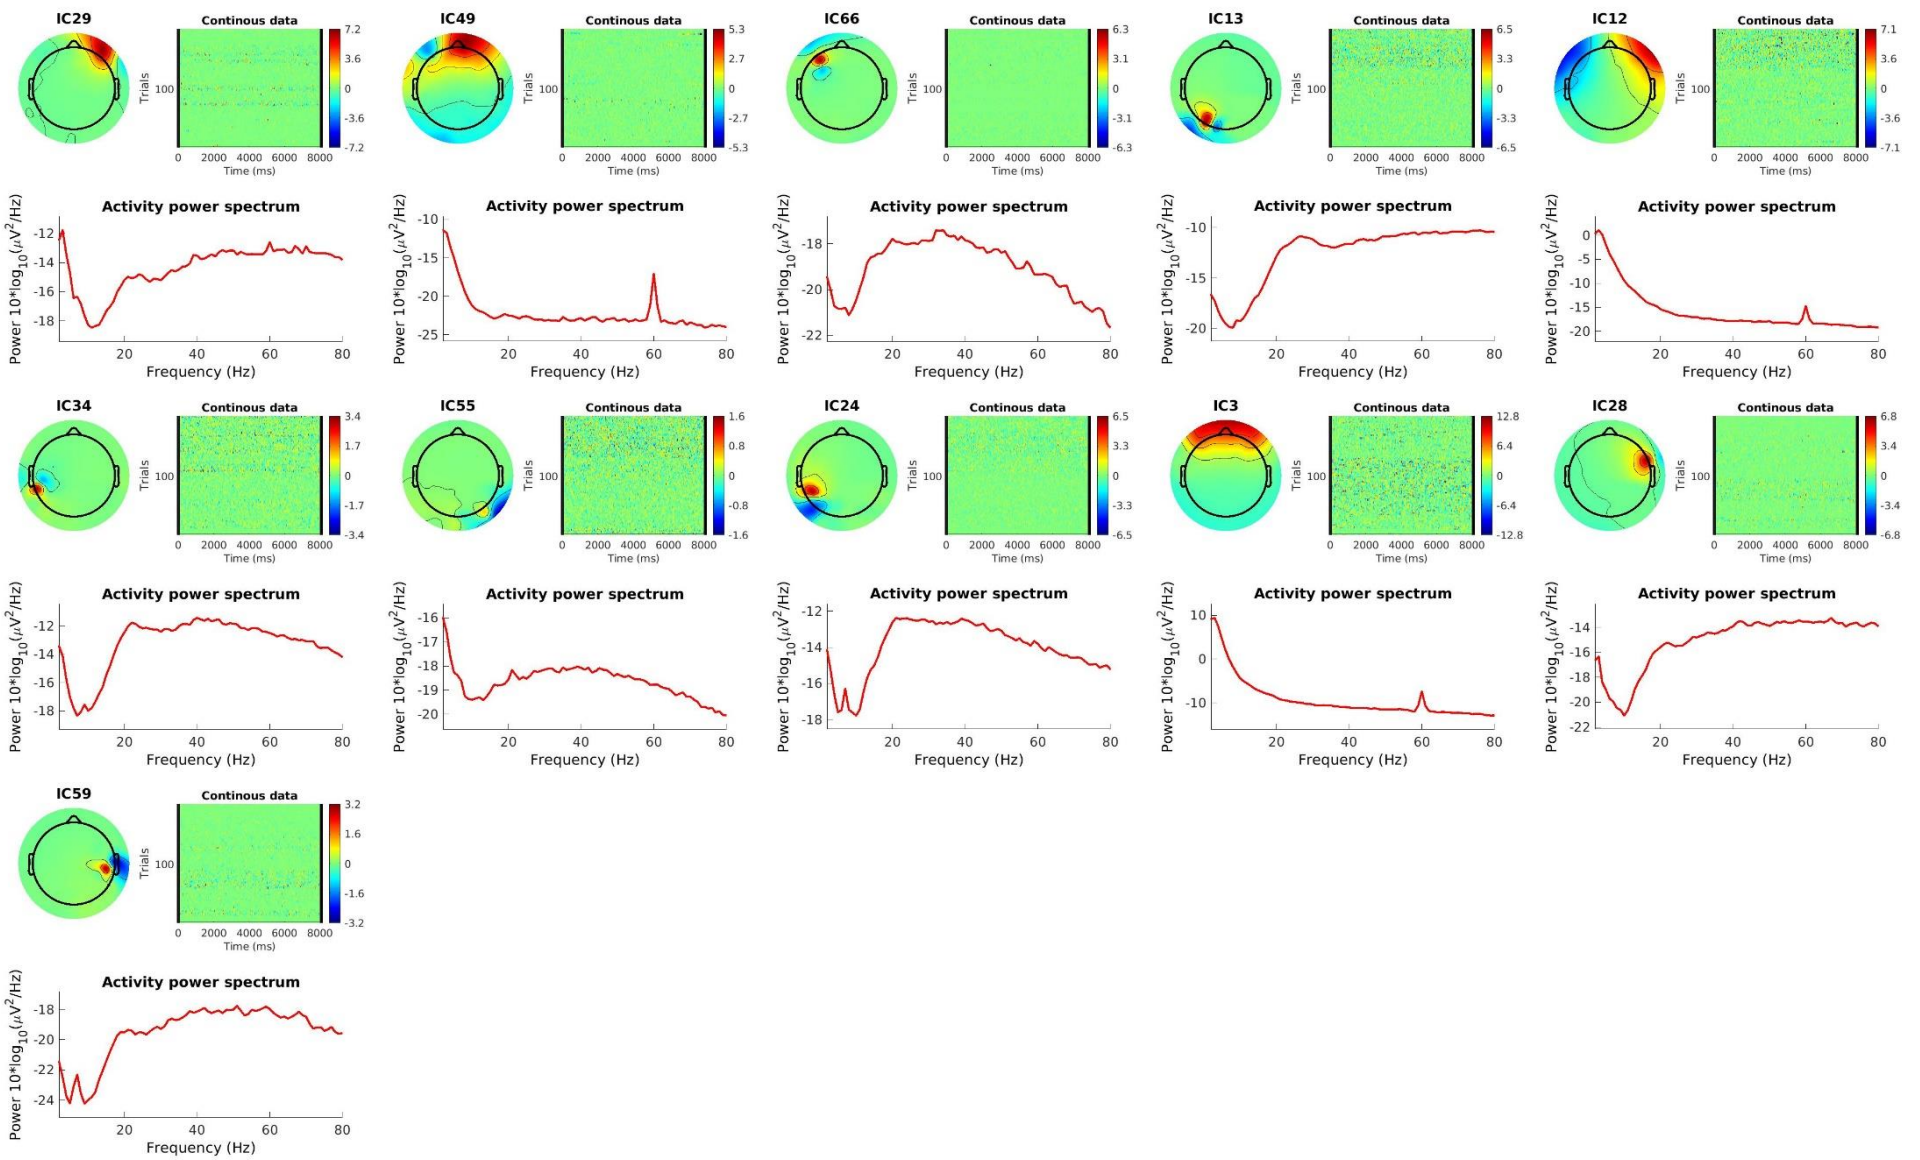 IC29 Continous data IC49 Continous data IC66 Continous data IC13 Continous data IC12 Continous data
7.2 5.3 6.3 6.5 7.1
3.6 2.7 3.1 3.3 3.6
Trials 100 0 Trials 100 0 Trials 100 0 Trials 100 0 Trials 100 0
-3.6 -2.7 -3.1 -3.3 -3.6
-7.2 -5.3 -6.3 -6.5 -7.1
0 2000 4000 6000 8000 0 2000 4000 6000 8000 0 2000 4000 6000 8000 0 2000 4000 6000 8000 0 2000 4000 6000 8000
Time (ms) Time (ms) Time (ms) Time (ms) Time (ms)
Activity power spectrum Activity power spectrum Activity power spectrum Activity power spectrum Activity power spectrum
Power 10*log10(μV2/Hz) Power 10*log10(μV2/Hz) Power 10*log10(μV2/Hz) Power 10*log10(μV2/Hz) Power 10*log10(μV2/Hz)
-12 -14 -16 -18 -10 -15 -20 -25 -18 -20 -22 -10 -15 -20 0 -5 -10 -15 -20
20 40 60 80 20 40 60 80 20 40 60 80 20 40 60 80 20 40 60 80
Frequency (Hz) Frequency (Hz) Frequency (Hz) Frequency (Hz) Frequency (Hz)
IC34 Continous data IC55 Continous data IC24 Continous data IC3 Continous data IC28 Continous data
3.4 1.6 6.5 12.8 6.8
1.7 0.8 3.3 6.4 3.4
Trials 100 0 Trials 100 0 Trials 100 0 Trials 100 0 Trials 100 0
-1.7 -0.8 -3.3 -6.4 -3.4
-3.4 -1.6 -6.5 -12.8 -6.8
0 2000 4000 6000 8000 0 2000 4000 6000 8000 0 2000 4000 6000 8000 0 2000 4000 6000 8000 0 2000 4000 6000 8000
Time (ms) Time (ms) Time (ms) Time (ms) Time (ms)
Activity power spectrum Activity power spectrum Activity power spectrum Activity power spectrum Activity power spectrum
Power 10*log10(μV2/Hz) Power 10*log10(μV2/Hz) Power 10*log10(μV2/Hz) Power 10*log10(μV2/Hz) Power 10*log10(μV2/Hz)
-12 -14 -16 -18 -16 -17 -18 -19 -20 -12 -14 -16 -18 10 0 -10 -14 -16 -18 -20 -22
20 40 60 80 20 40 60 80 20 40 60 80 20 40 60 80 20 40 60 80
Frequency (Hz) Frequency (Hz) Frequency (Hz) Frequency (Hz) Frequency (Hz)
IC59 Continous data
3.2
1.6
Trials 100 0
-1.6
-3.2
0 2000 4000 6000 8000
Time (ms)
Activity power spectrum
Power 10*log10(μV2/Hz)
-18 -20 -22 -24
20 40 60 80
Frequency (Hz)